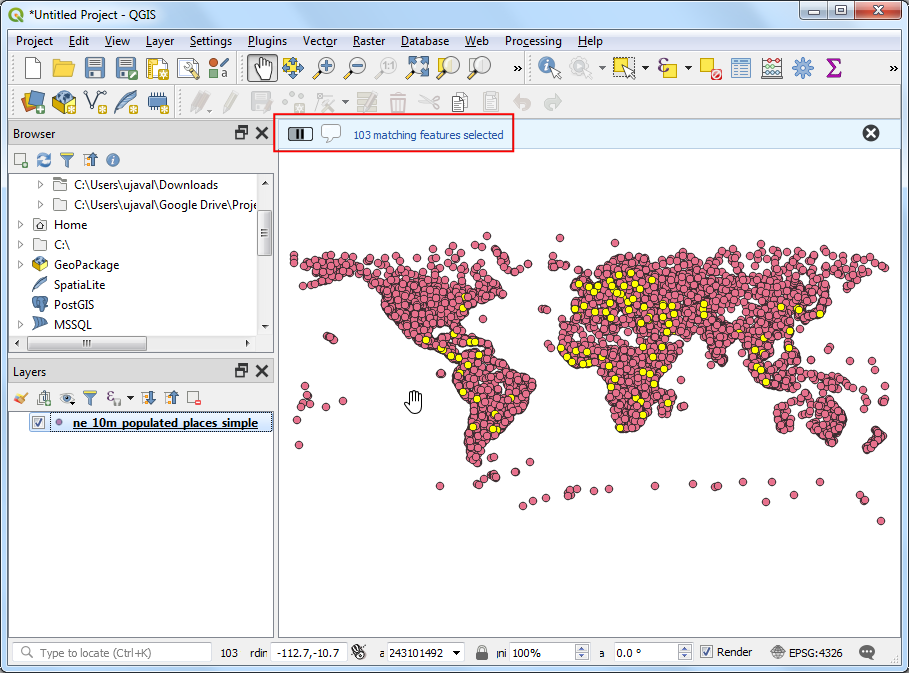 *Untitled Project - QGIS
Project Edit View Layer Settings Plugins Vector Raster Database Web Processing Help
Browser
103 matching features selected
C:\Users\ujaval\Downloads
C:\Users\ujaval\Google Drive\Proje
Home
C:\
GeoPackage
SpatiaLite
PostGIS
MSSQL
Layers
ne_10m_populated_places_simple
Type to locate (Ctrl+K) 103 rdin -112.7,-10.7 a 243101492 ıni 100% a 0.0 ° Render EPSG:4326